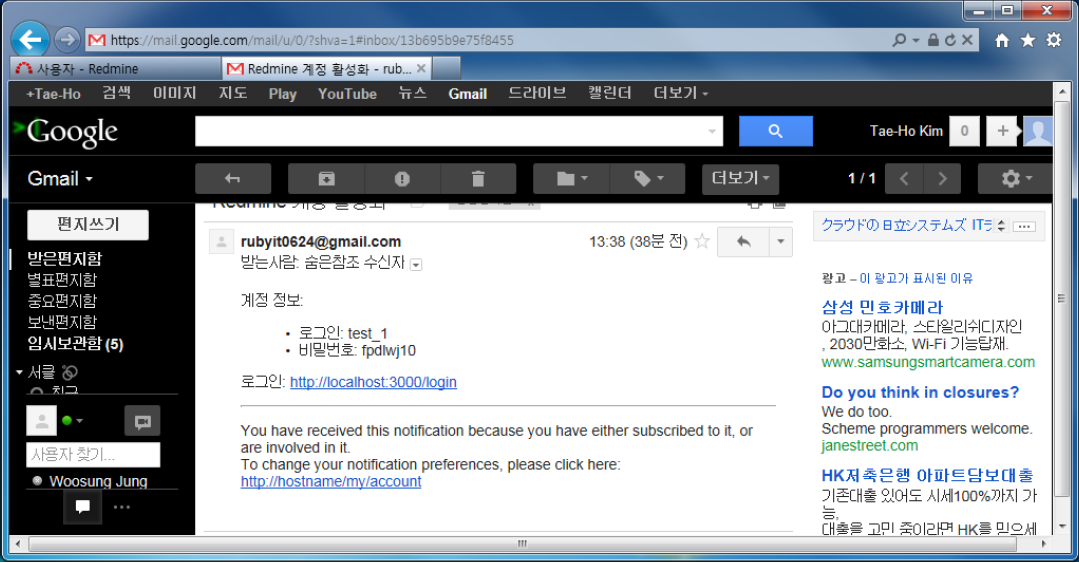 https://mail.google.com/mail/u/0/?shva=1#inbox/13b695b9e75f8455
사용자 - Redmine
Redmine 계정 활성화 - rub...
+Tae-Ho 검색 이미지 지도 Play YouTube 뉴스 Gmail 드라이브 캘린더 더보기
Google
Tae-Ho Kim 0 +
Gmail
더보기
1 / 1
편지쓰기
받은편지함
별표편지함
중요편지함
보낸편지함
임시보관함 (5)
서클
친구
사용자 찾기...
Woosung Jung
Redmine 계정 활성화
rubyit0624@gmail.com
13:38 (38분 전)
받는사람: 숨은참조 수신자
계정 정보:
• 로그인: test_1
• 비밀번호: fpdlwj10
로그인: http://localhost:3000/login
You have received this notification because you have either subscribed to it, or
are involved in it.
To change your notification preferences, please click here:
http://hostname/my/account
クラウドの日立システムズ ITラ
광고 – 이 광고가 표시된 이유
삼성 민호카메라
아그대카메라, 스타일리쉬디자인
, 2030만화소, Wi-Fi 기능탑재.
www.samsungsmartcamera.com
Do you think in closures?
We do too.
Scheme programmers welcome.
janestreet.com
HK저축은행 아파트담보대출
기존대출 있어도 시세100%까지 가
능,
대출을 고민 중이라면 HK를 믿으세